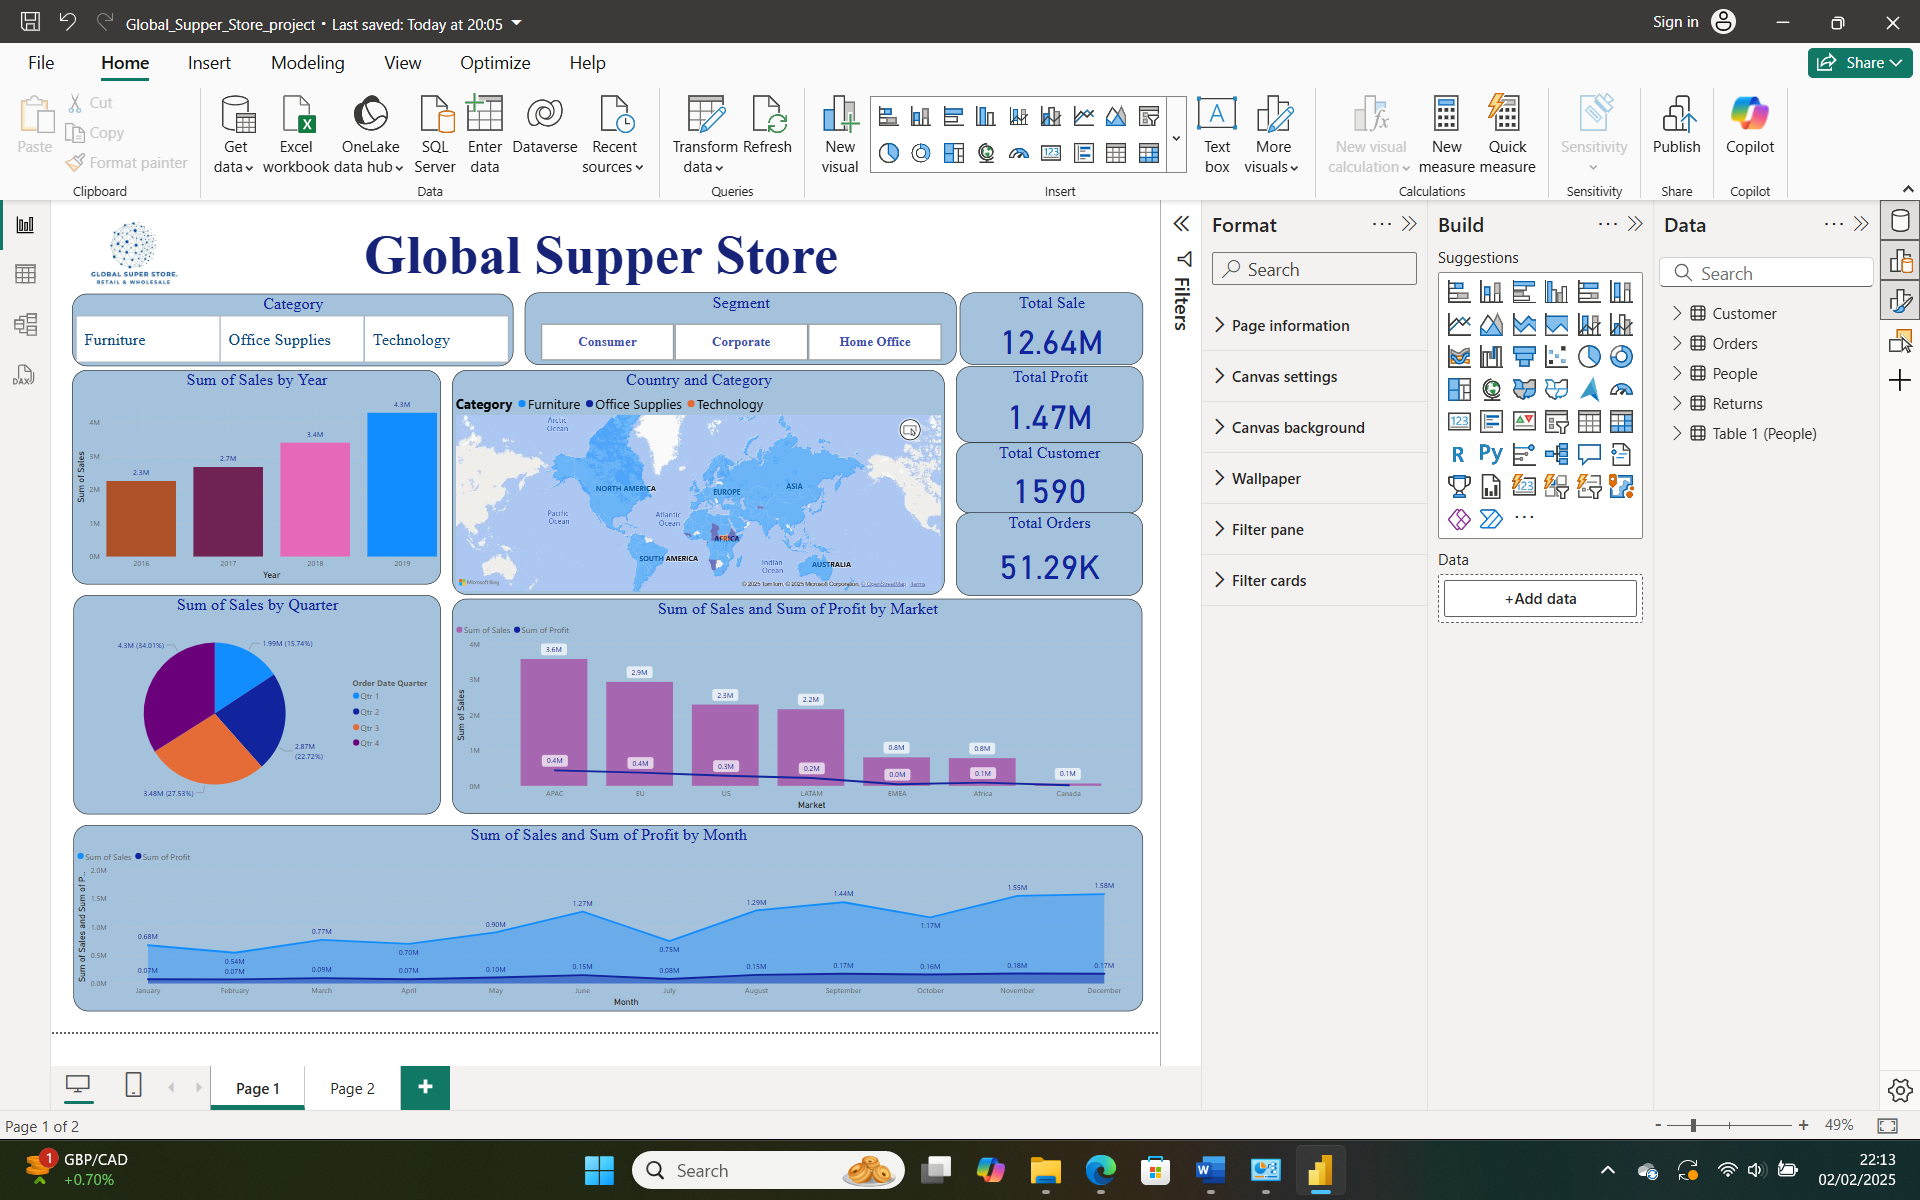 Global_Supper_Store_project • Last saved: Today at 20:05
Sign in
File Home Insert Modeling View Optimize Help
Share
Paste
Cut
Copy
Format painter
Clipboard
Get data
Excel workbook
OneLake data hub
SQL Server
Enter data
Dataverse
Recent sources
Data
Transform data
Refresh
Queries
New visual
Text box
More visuals
Insert
New visual calculation
New measure
Quick measure
Calculations
Sensitivity
Sensitivity
Publish
Share
Copilot
Copilot
GLOBAL SUPER STORE.
RETAIL & WHOLESALE
Global Supper Store
Category
Furniture
Office Supplies
Technology
Segment
Consumer
Corporate
Home Office
Total Sale
12.64M
Total Profit
1.47M
Total Customer
1590
Total Orders
51.29K
Sum of Sales by Year
Sum of Sales
4M
3M
2M
1M
0M
2.3M
2.7M
3.4M
4.3M
2016 2017 2018 2019
Year
Country and Category
Category Furniture Office Supplies Technology
Arctic Ocean
NORTH AMERICA
EUROPE
ASIA
Pacific Ocean
Atlantic Ocean
AFRICA
SOUTH AMERICA
Indian Ocean
AUSTRALIA
Microsoft Bing
© 2025 TomTom, © 2025 Microsoft Corporation, © OpenStreetMap Terms
Sum of Sales by Quarter
4.3M (34.01%)
1.99M (15.74%)
2.87M (22.72%)
3.48M (27.53%)
Order Date Quarter
Qtr 1
Qtr 2
Qtr 3
Qtr 4
Sum of Sales and Sum of Profit by Market
Sum of Sales Sum of Profit
Sum of Sales
4M
3M
2M
1M
0M
3.6M
2.9M
2.3M
2.2M
0.8M
0.8M
0.1M
0.4M
0.4M
0.3M
0.2M
0.0M
0.1M
APAC EU US LATAM EMEA Africa Canada
Market
Sum of Sales and Sum of Profit by Month
Sum of Sales Sum of Profit
Sum of Sales and Sum of P...
2.0M
1.5M
1.0M
0.5M
0.0M
0.68M
0.54M
0.77M
0.70M
0.90M
1.27M
0.75M
1.29M
1.44M
1.17M
1.55M
1.58M
0.07M
0.07M
0.09M
0.07M
0.10M
0.15M
0.08M
0.15M
0.17M
0.16M
0.18M
0.17M
January February March April May June July August September October November December
Month
Filters
Format
Search
Page information
Canvas settings
Canvas background
Wallpaper
Filter pane
Filter cards
Build
Suggestions
R
Py
123
Data
+Add data
Data
Search
Customer
Orders
People
Returns
Table 1 (People)
Page 1
Page 2
Page 1 of 2
- + 49%
1
GBP/CAD
+0.70%
Search
22:13
02/02/2025